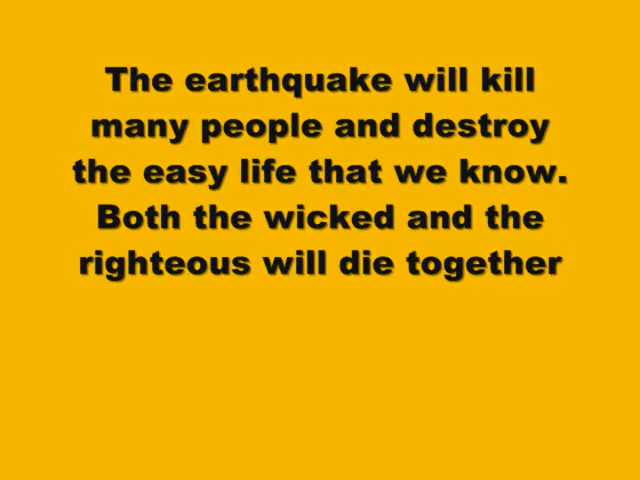 The earthquake will kill
many people and destroy
the easy life that we know.
Both the wicked and the
righteous will die together